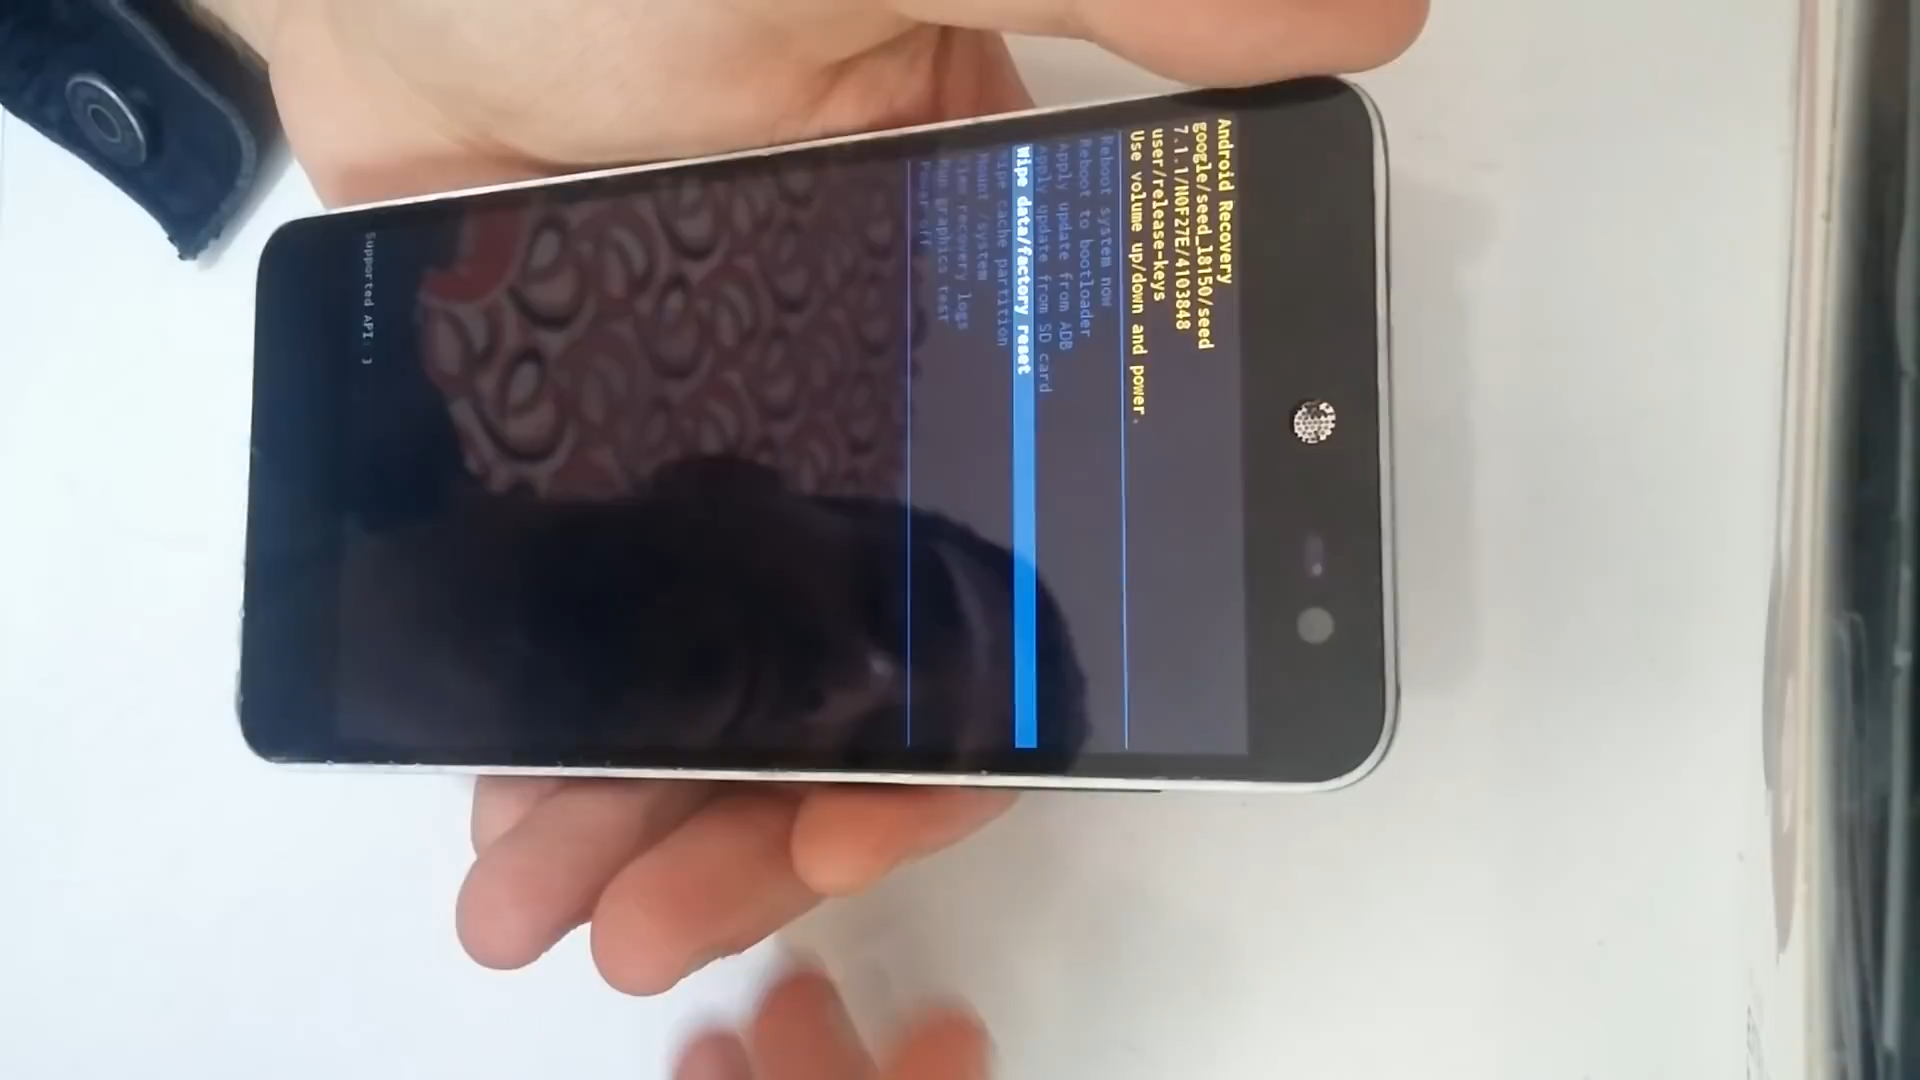 Android Recovery
google/seed_l8150/seed
7.1.1/NOF27E/4103848
user/release-keys
Use volume up/down and power.
Reboot system now
Reboot to bootloader
Apply update from ADB
Apply update from SD card
Wipe data/factory reset
Wipe cache partition
Mount /system
View recovery logs
Run graphics test
Power off
Supported API: 3